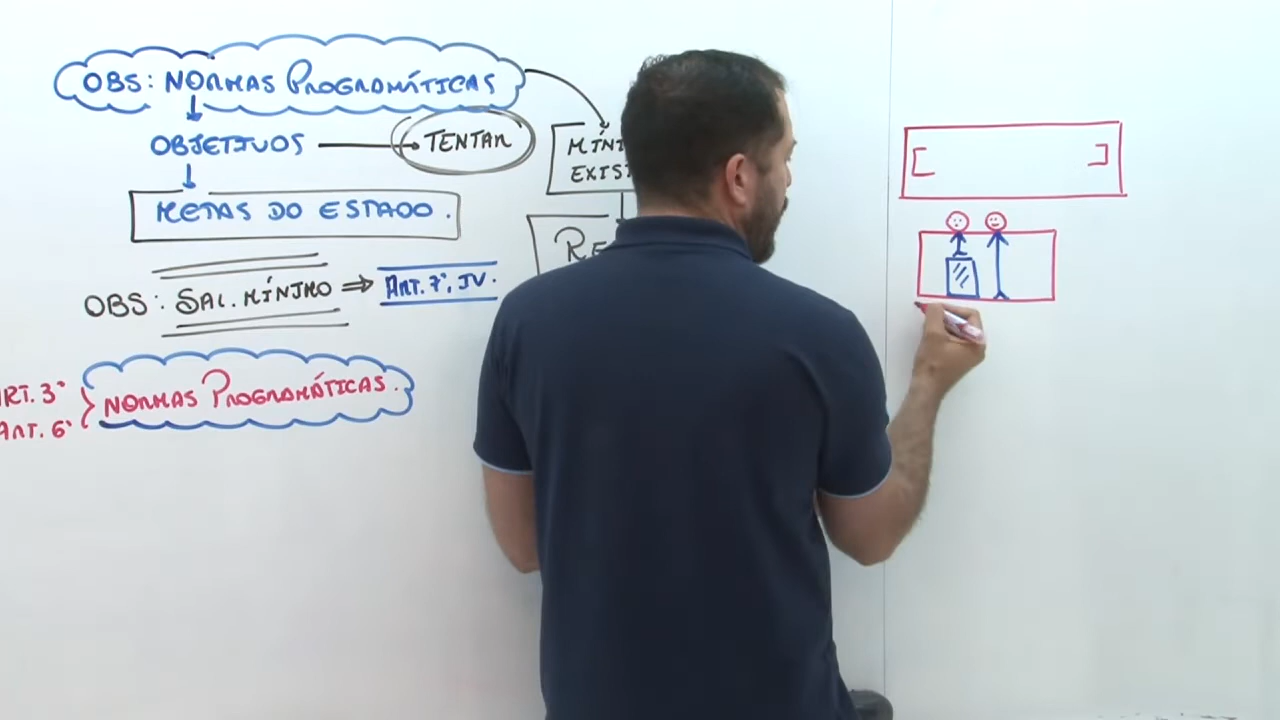 OBS: NORMAS PROGRAMÁTICAS
OBJETIVOS
TENTAR
METAS DO ESTADO.
OBS: SAL. MÍNIMO ⇒ ART. 7°, IV.
ART. 3°
ART. 6°
NORMAS PROGRAMÁTICAS.